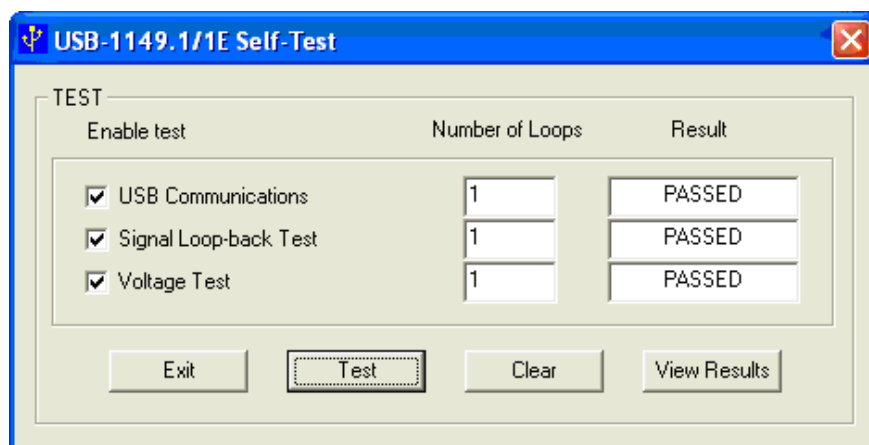 USB-1149.1/1E Self-Test
TEST
Enable test Number of Loops Result
USB Communications 1 PASSED
Signal Loop-back Test 1 PASSED
Voltage Test 1 PASSED
Exit Test Clear View Results